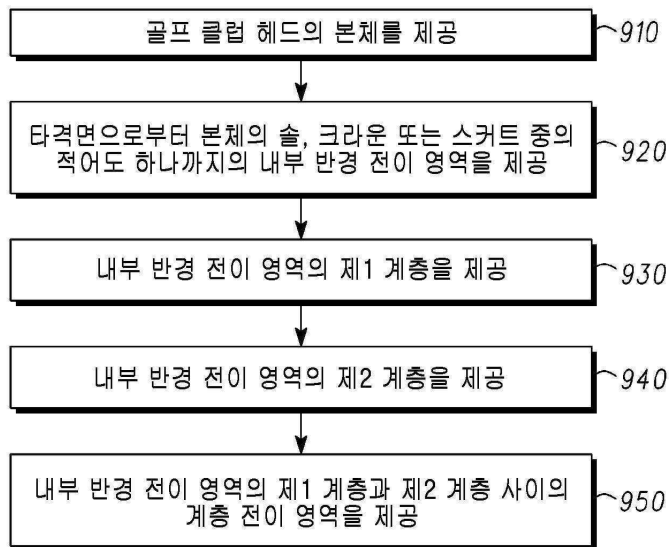 골프 클럽 헤드의 본체를 제공
910
타격면으로부터 본체의 솔, 크라운 또는 스커트 중의
적어도 하나까지의 내부 반경 전이 영역을 제공
920
내부 반경 전이 영역의 제1 계층을 제공
930
내부 반경 전이 영역의 제2 계층을 제공
940
내부 반경 전이 영역의 제1 계층과 제2 계층 사이의
계층 전이 영역을 제공
950